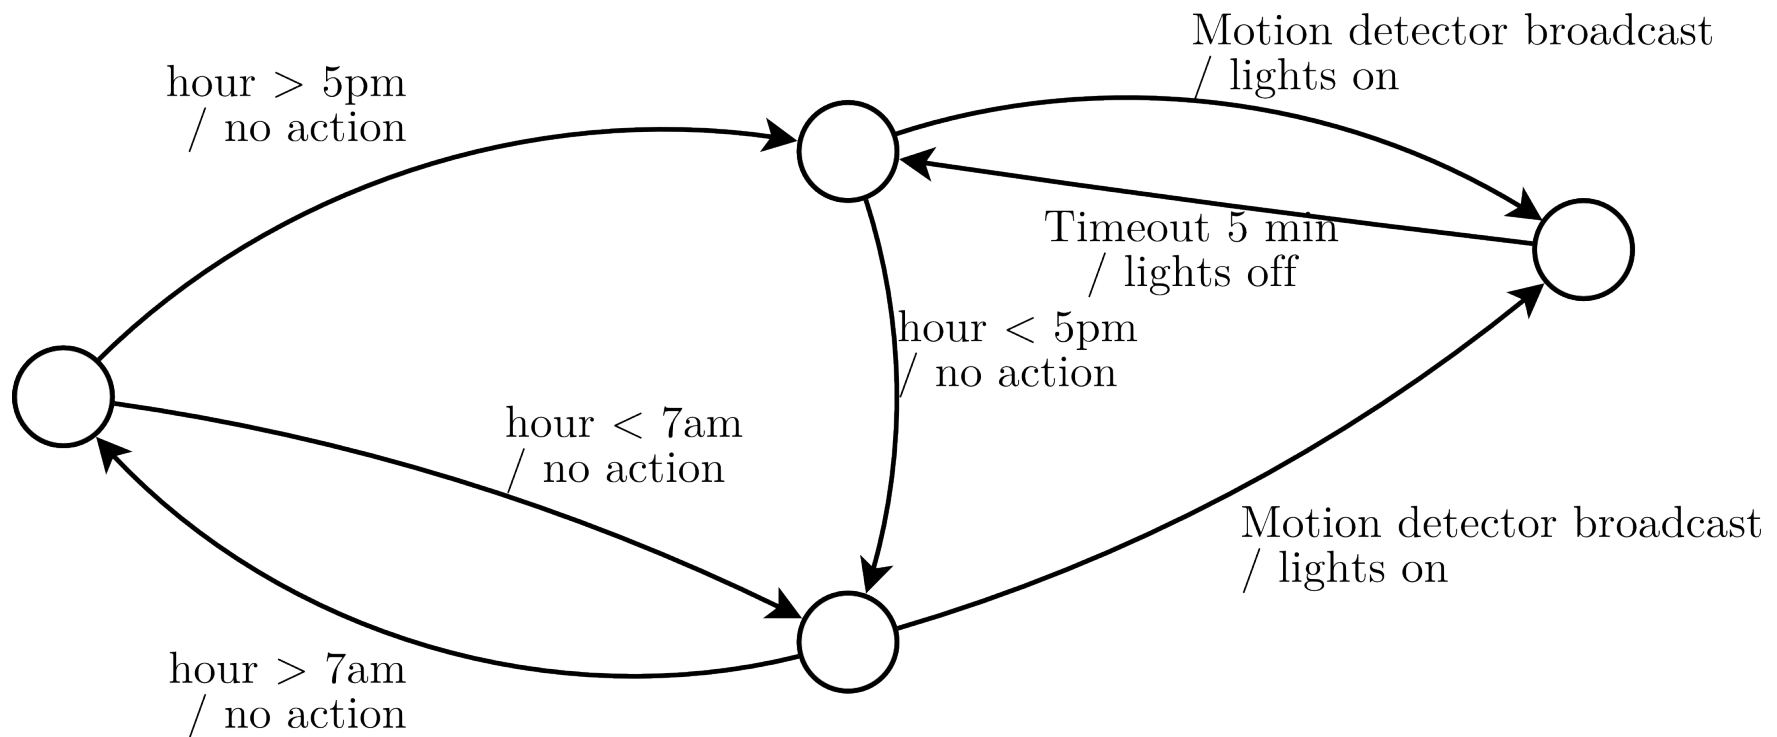 Motion detector broadcast
/ lights on
hour > 5pm
/ no action
Timeout 5 min
/ lights off
hour < 5pm
/ no action
hour < 7am
/ no action
Motion detector broadcast
/ lights on
hour > 7am
/ no action